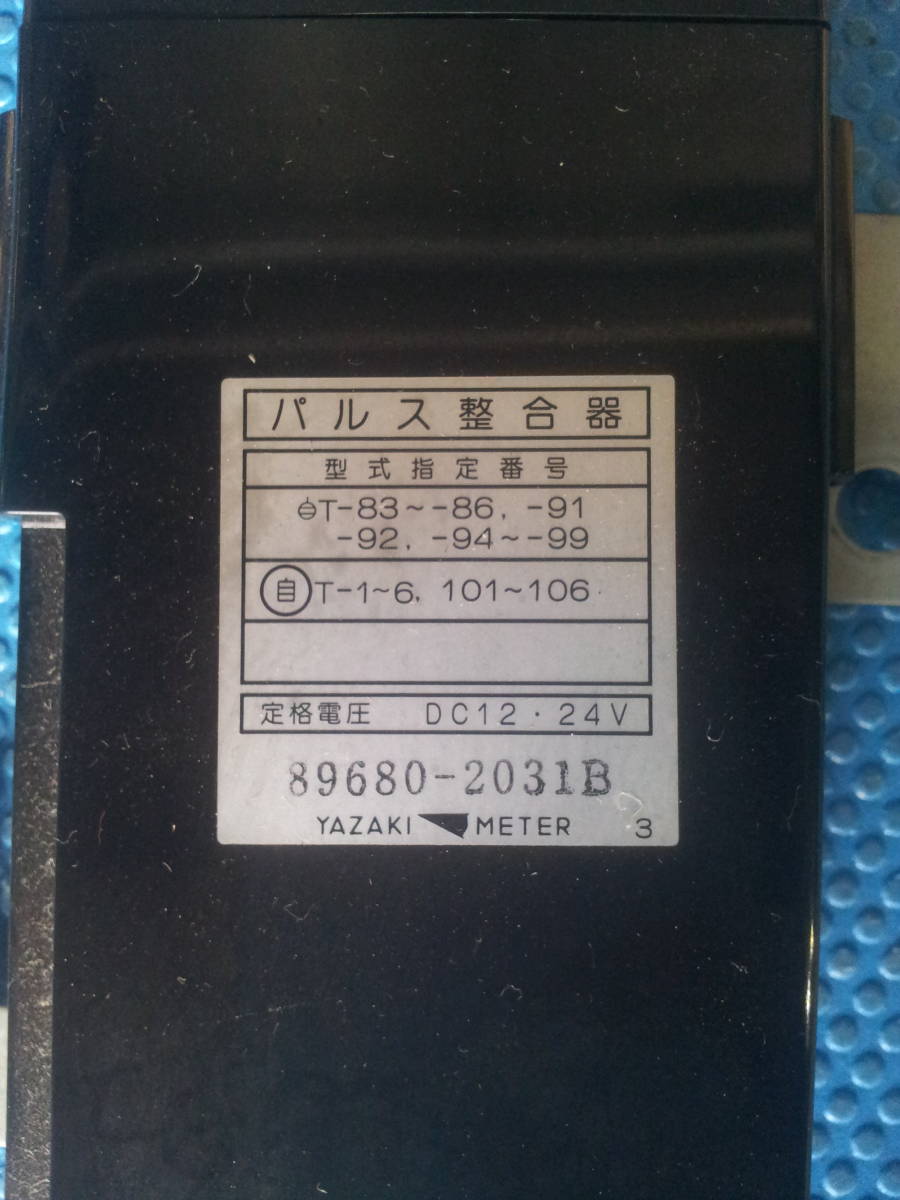 パルス整合器
型式指定番号
㊂T-83～-86, -91
-92, -94～-99
㊀T-1~6, 101~106
定格電圧 DC12・24V
89680-2031B
YAZAKI METER 3